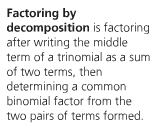 Factoring by
decomposition is factoring
after writing the middle
term of a trinomial as a sum
of two terms, then
determining a common
binomial factor from the
two pairs of terms formed.